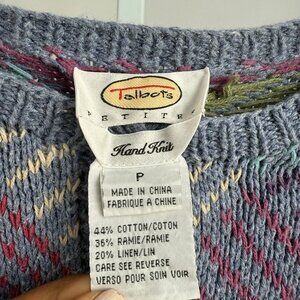 Talbots
PETITES
Hand Knit
P
MADE IN CHINA
FABRIQUE A CHINE
44% COTTON/COTON
36% RAMIE/RAMIE
20% LINEN/LIN
CARE SEE REVERSE
VERSO POUR SOIN VOIR